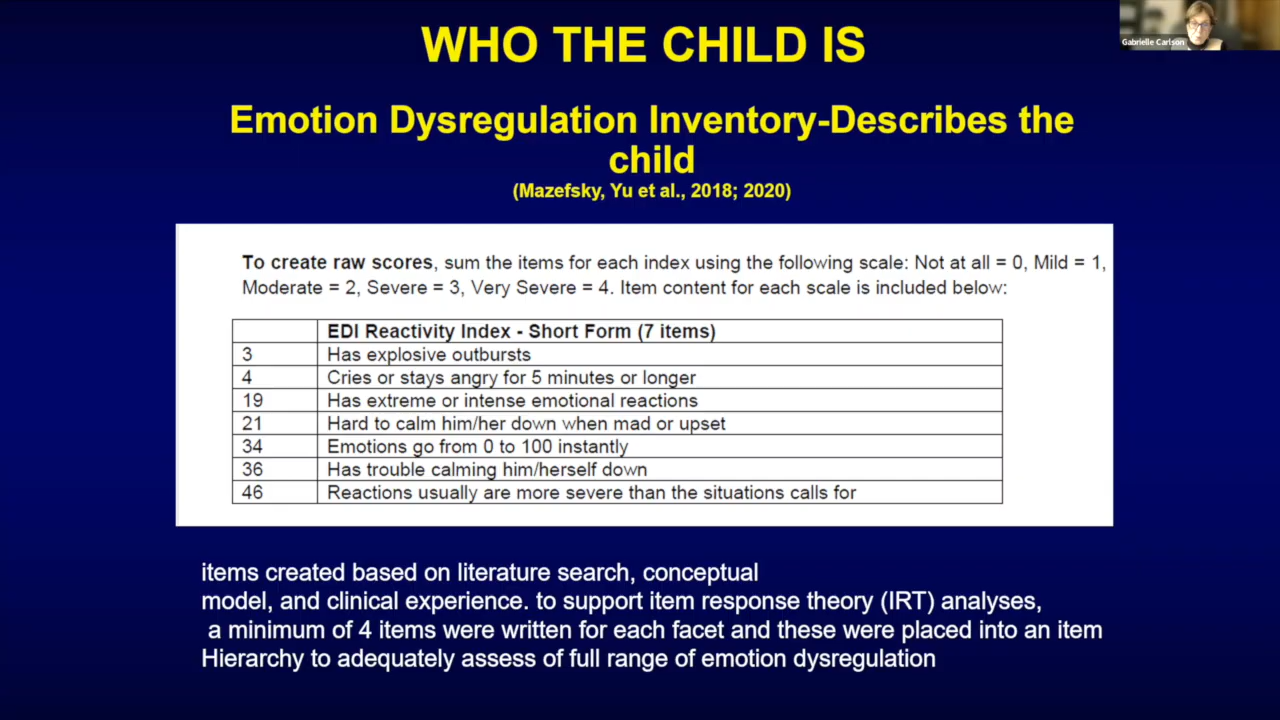 WHO THE CHILD IS
Gabrielle Carlson
Emotion Dysregulation Inventory-Describes the
child
(Mazefsky, Yu et al., 2018; 2020)
To create raw scores, sum the items for each index using the following scale: Not at all = 0, Mild = 1,
Moderate = 2, Severe = 3, Very Severe = 4. Item content for each scale is included below:
EDI Reactivity Index - Short Form (7 items)
3 Has explosive outbursts
4 Cries or stays angry for 5 minutes or longer
19 Has extreme or intense emotional reactions
21 Hard to calm him/her down when mad or upset
34 Emotions go from 0 to 100 instantly
36 Has trouble calming him/herself down
46 Reactions usually are more severe than the situations calls for
items created based on literature search, conceptual
model, and clinical experience. to support item response theory (IRT) analyses,
a minimum of 4 items were written for each facet and these were placed into an item
Hierarchy to adequately assess of full range of emotion dysregulation